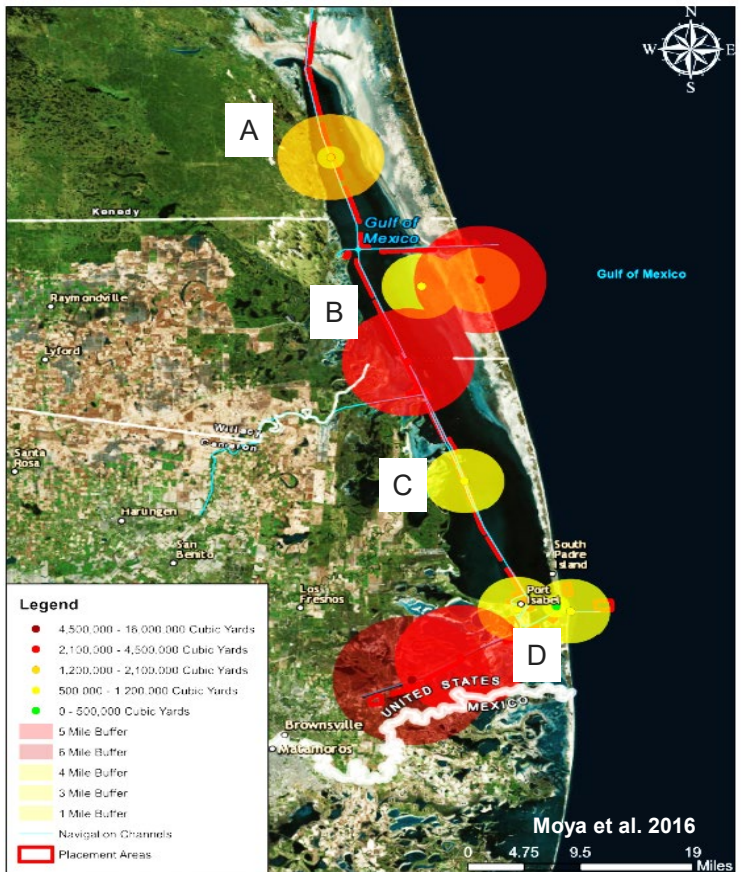 N
W E
S
A
Kenedy
Gulf of
Mexico
Gulf of Mexico
Raymondville
B
Lyford
Willacy
Cameron
Santa
Rosa
C
Harlingen
San
Benito
South
Padre
Island
Port
Isabel
Los
Fresnos
D
UNITED STATES
MEXICO
Brownsville
Matamoros
Legend
4,500,000 - 16,000,000 Cubic Yards
2,100,000 - 4,500,000 Cubic Yards
1,200,000 - 2,100,000 Cubic Yards
500,000 - 1,200,000 Cubic Yards
0 - 500,000 Cubic Yards
5 Mile Buffer
6 Mile Buffer
4 Mile Buffer
3 Mile Buffer
1 Mile Buffer
Navigation Channels
Placement Areas
Moya et al. 2016
0 4.75 9.5 19
Miles